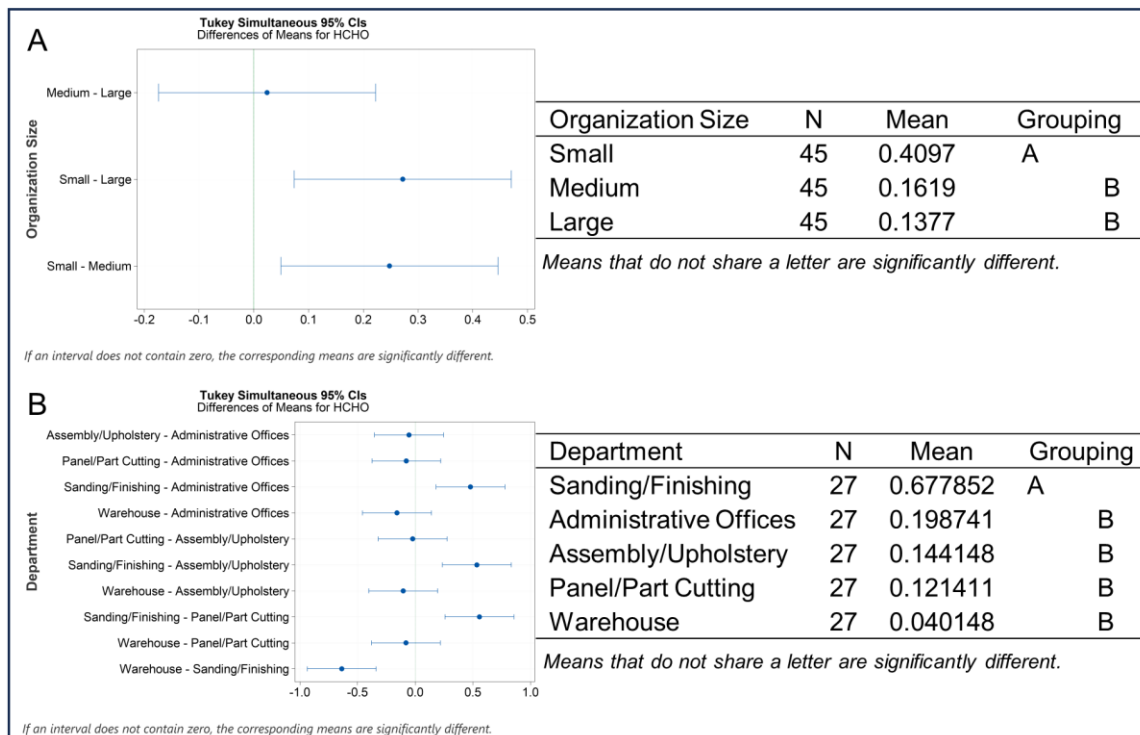 A
Tukey Simultaneous 95% CIs
Differences of Means for HCHO
Organization Size
Medium - Large
Small - Large
Small - Medium
-0.2 -0.1 0.0 0.1 0.2 0.3 0.4 0.5
If an interval does not contain zero, the corresponding means are significantly different.
Organization Size N Mean Grouping
Small 45 0.4097 A
Medium 45 0.1619 B
Large 45 0.1377 B
Means that do not share a letter are significantly different.
B
Tukey Simultaneous 95% CIs
Differences of Means for HCHO
Department
Assembly/Upholstery - Administrative Offices
Panel/Part Cutting - Administrative Offices
Sanding/Finishing - Administrative Offices
Warehouse - Administrative Offices
Panel/Part Cutting - Assembly/Upholstery
Sanding/Finishing - Assembly/Upholstery
Warehouse - Assembly/Upholstery
Sanding/Finishing - Panel/Part Cutting
Warehouse - Panel/Part Cutting
Warehouse - Sanding/Finishing
-1.0 -0.5 0.0 0.5 1.0
If an interval does not contain zero, the corresponding means are significantly different.
Department N Mean Grouping
Sanding/Finishing 27 0.677852 A
Administrative Offices 27 0.198741 B
Assembly/Upholstery 27 0.144148 B
Panel/Part Cutting 27 0.121411 B
Warehouse 27 0.040148 B
Means that do not share a letter are significantly different.